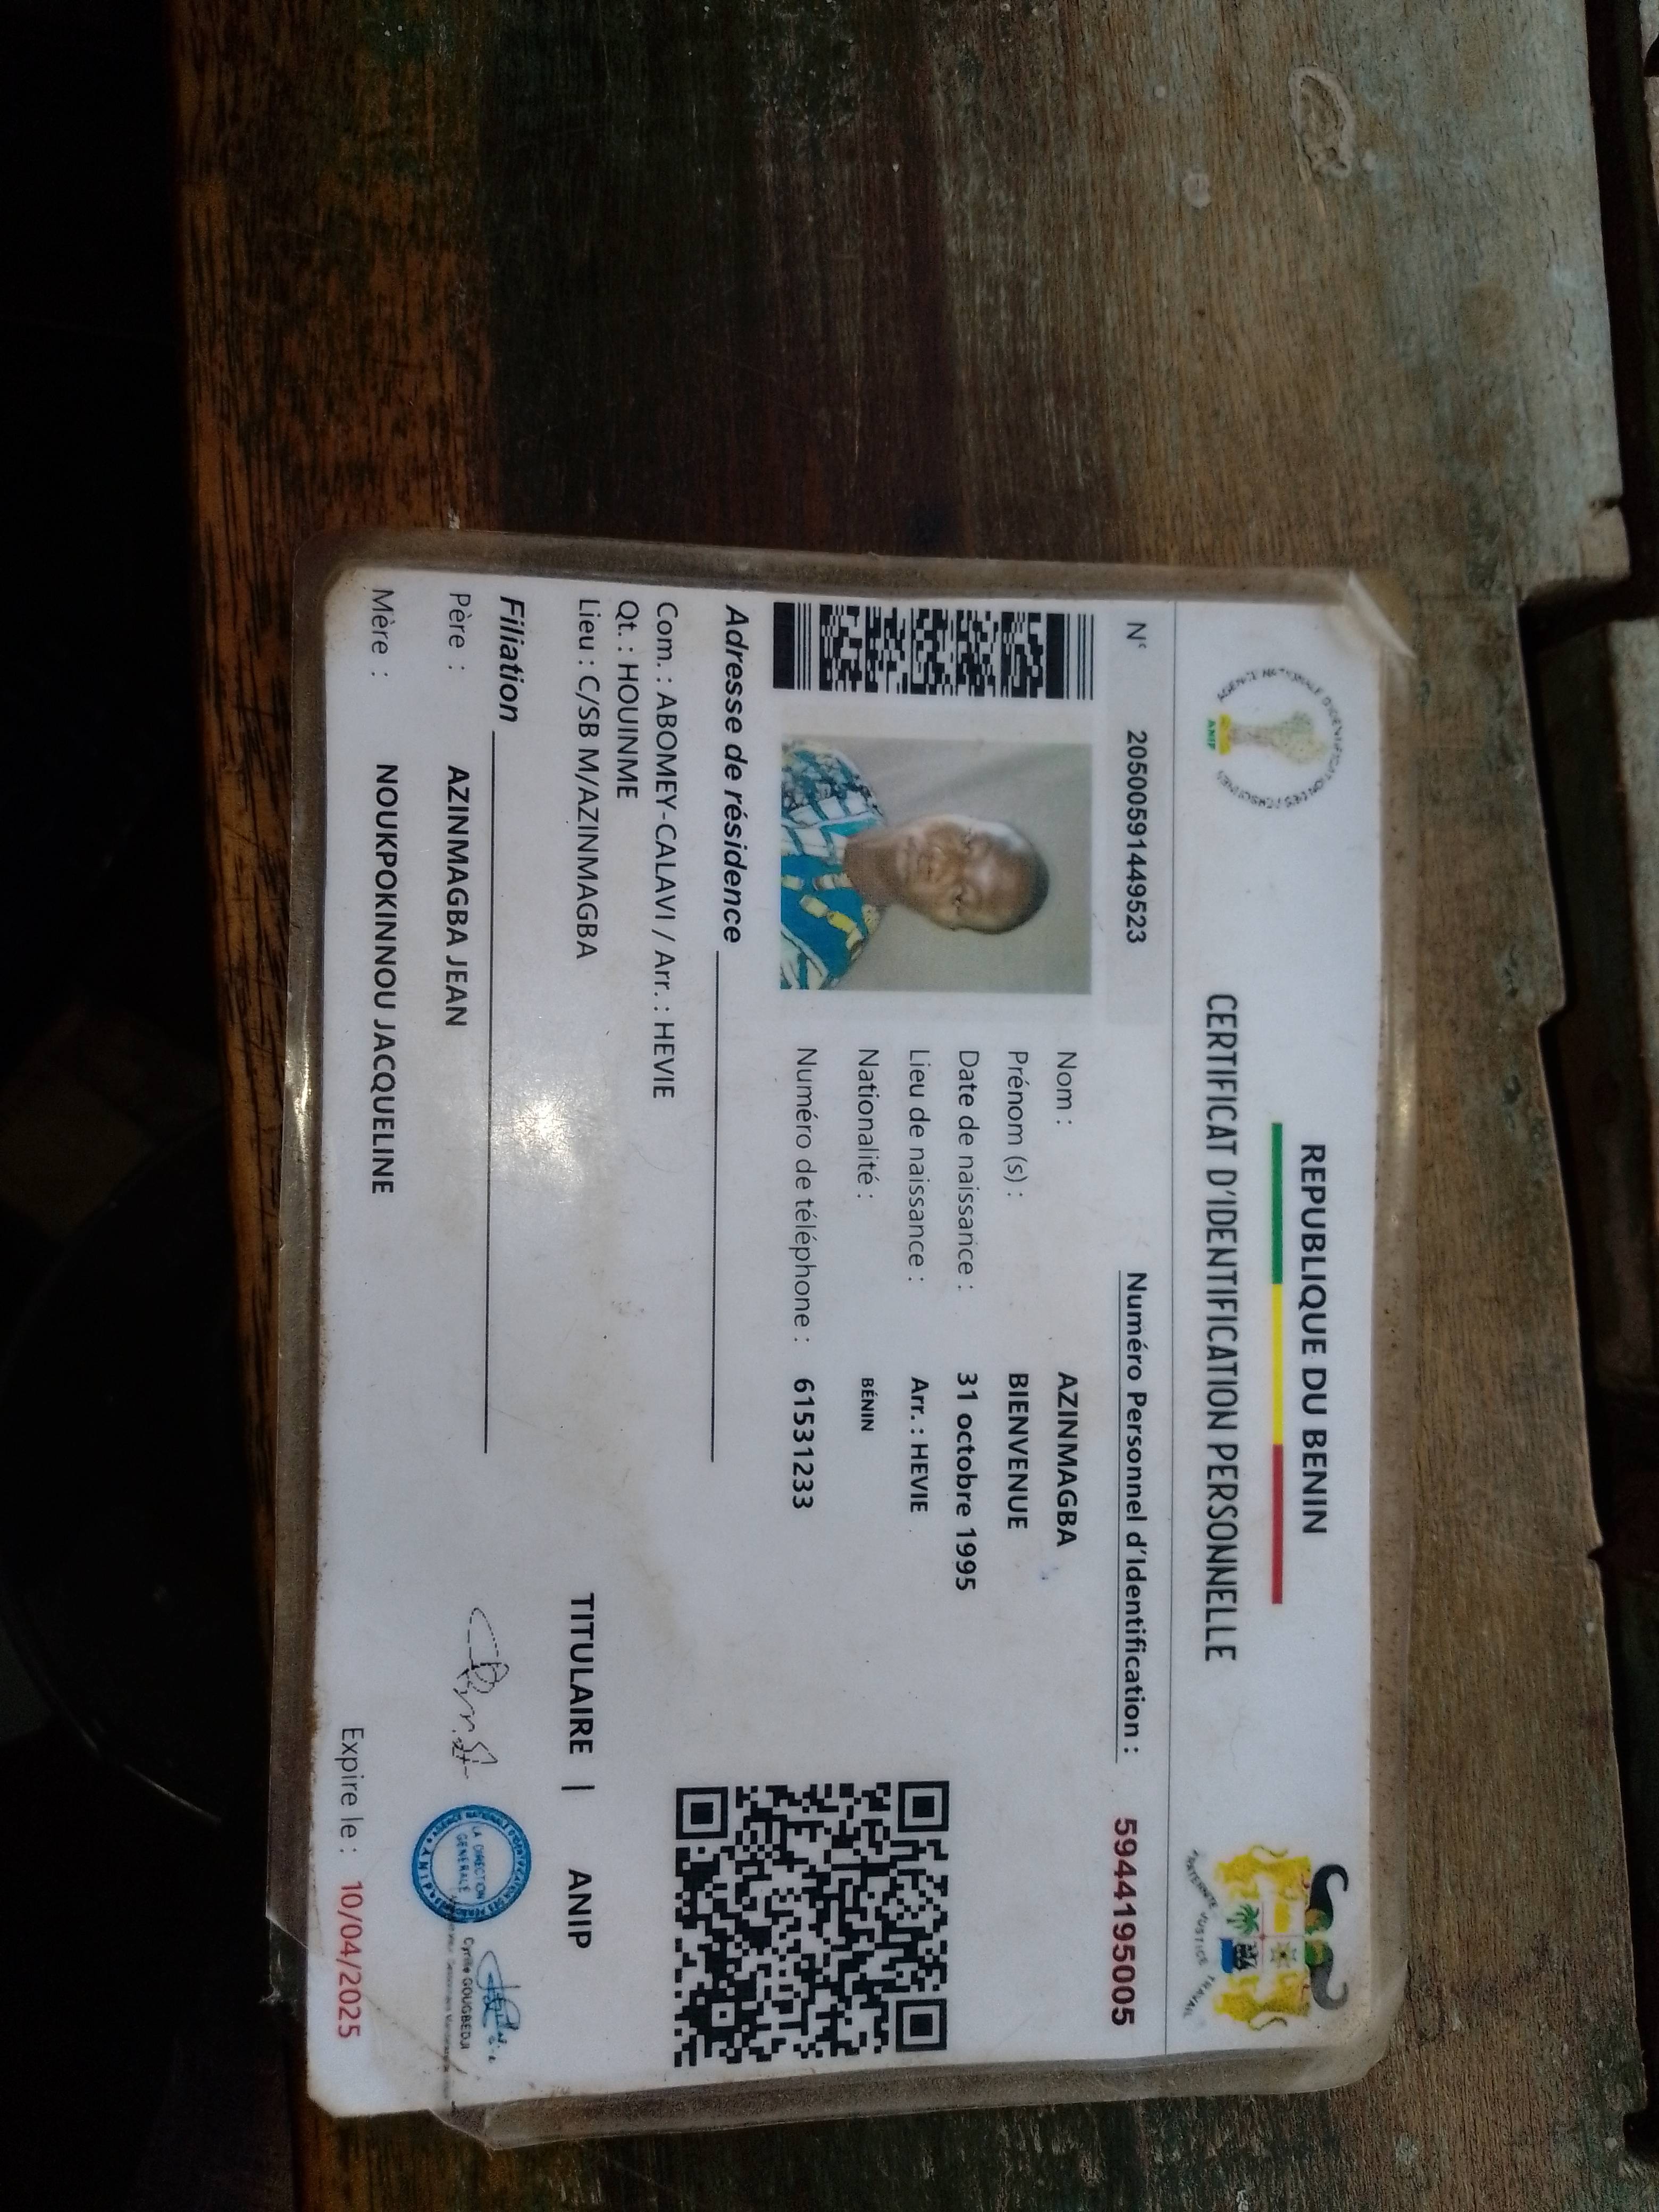 REPUBLIQUE DU BENIN
CERTIFICAT D'IDENTIFICATION PERSONNELLE
AGENCE NATIONALE D'IDENTIFICATION DES PERSONNES
ANIP
FRATERNITE JUSTICE TRAVAIL
N° 20500591449523
Numéro Personnel d'Identification : 5944195005
Nom : AZINMAGBA
Prénom (s) : BIENVENUE
Date de naissance : 31 octobre 1995
Lieu de naissance : Arr. : HEVIE
Nationalité : BÉNIN
Numéro de téléphone : 61531233
Adresse de résidence
Com. : ABOMEY-CALAVI / Arr. : HEVIE
Qt. : HOUINME
Lieu : C/SB M/AZINMAGBA
TITULAIRE | ANIP
Filiation
Père : AZINMAGBA JEAN
Mère : NOUKPOKINNOU JACQUELINE
LA DIRECTION
GENERALE
ANIP
Cyrille GOUGBEDJI
Expire le : 10/04/2025